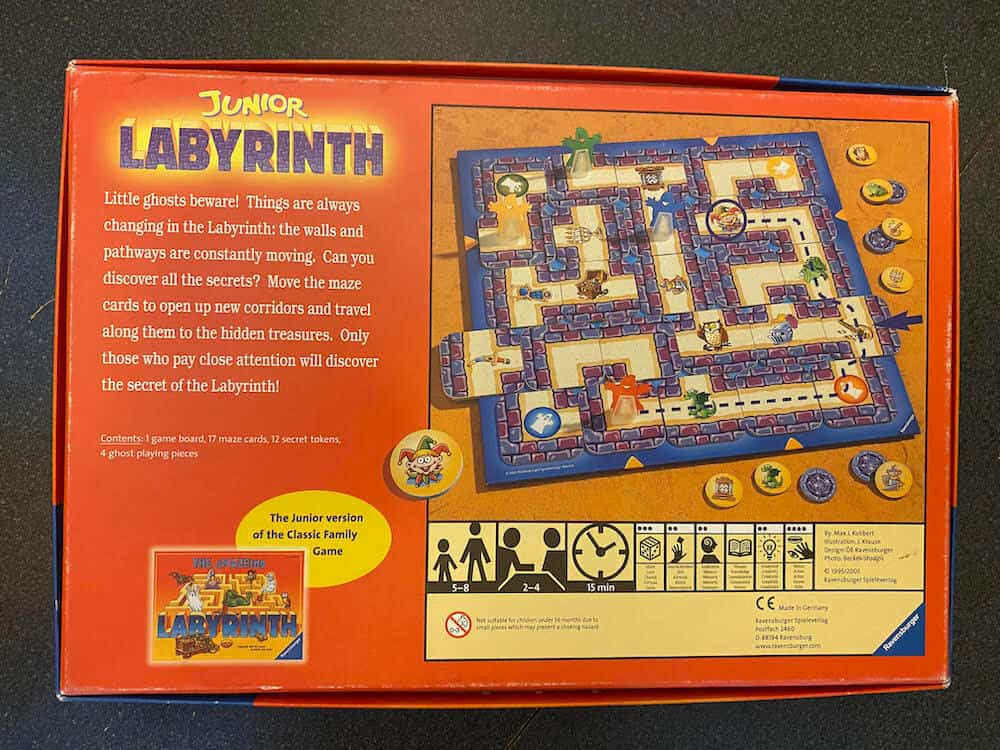 JUNIOR
LABYRINTH
Little ghosts beware! Things are always
changing in the Labyrinth: the walls and
pathways are constantly moving. Can you
discover all the secrets? Move the maze
cards to open up new corridors and travel
along them to the hidden treasures. Only
those who pay close attention will discover
the secret of the Labyrinth!
Contents: 1 game board, 17 maze cards, 12 secret tokens,
4 ghost playing pieces
The Junior version
of the Classic Family
Game
THE AMAZING
LABYRINTH
Ravensburger
5–8
2–4
15 min
By: Max J. Kobbert
Illustration: J. Krause
Design: DE Ravensburger
© 1995/2005
Ravensburger Spieleverlag
Not suitable for children under 36 months due to
small pieces which may present a choking hazard.
CE Made in Germany
Ravensburger Spieleverlag
Postfach 2460
D-88194 Ravensburg
www.ravensburger.com
Ravensburger